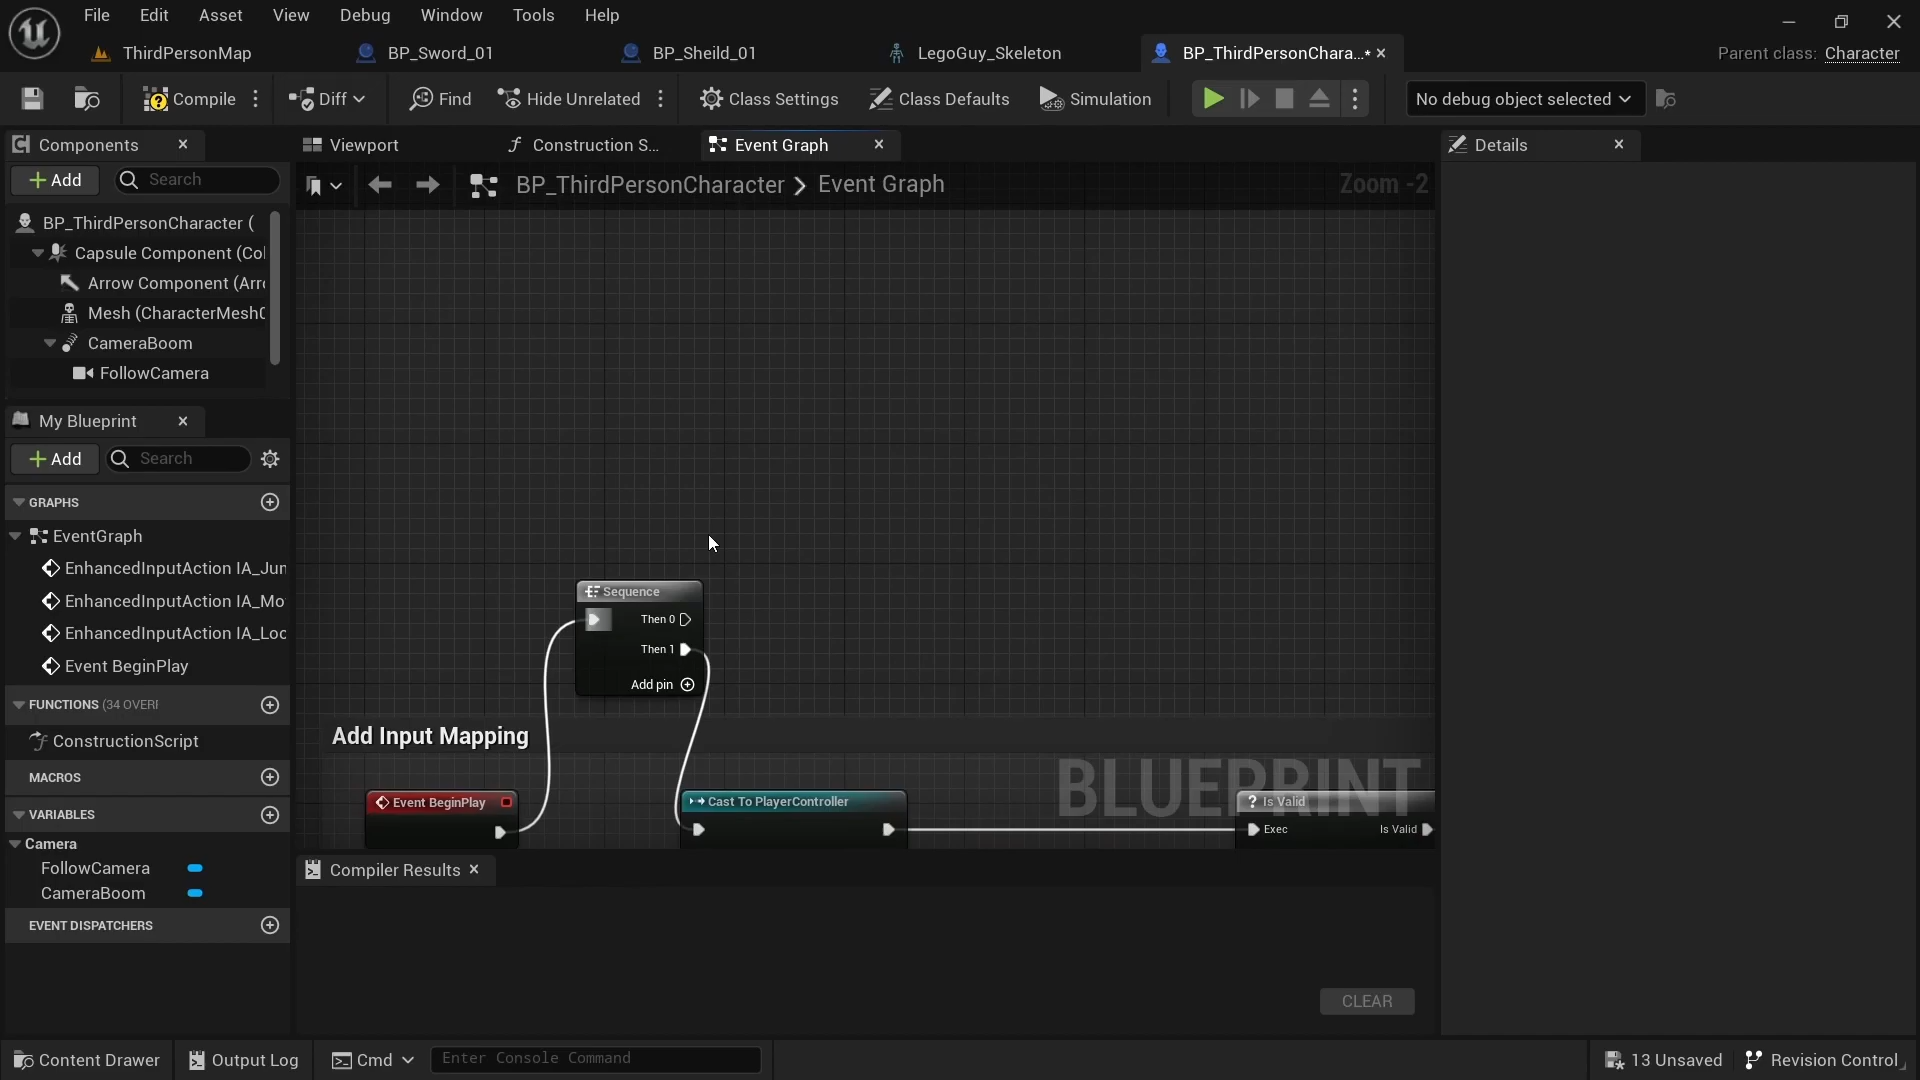 File Edit Asset View Debug Window Tools Help
ThirdPersonMap BP_Sword_01 BP_Sheild_01 LegoGuy_Skeleton BP_ThirdPersonChara...* Parent class: Character
Compile Diff Find Hide Unrelated Class Settings Class Defaults Simulation No debug object selected
Components Viewport Construction S... Event Graph Details
Add Search BP_ThirdPersonCharacter > Event Graph Zoom -2
BP_ThirdPersonCharacter (
Capsule Component (Col
Arrow Component (Arr
Mesh (CharacterMesh
CameraBoom
FollowCamera
My Blueprint
Add Search
GRAPHS
EventGraph
EnhancedInputAction IA_Jun
EnhancedInputAction IA_Mo
EnhancedInputAction IA_Loc
Event BeginPlay
FUNCTIONS (34 OVERI
ConstructionScript
MACROS
VARIABLES
Camera
FollowCamera
CameraBoom
EVENT DISPATCHERS
Sequence
Then 0
Then 1
Add pin
Add Input Mapping
BLUEPRINT
Event BeginPlay Cast To PlayerController ? Is Valid
Exec Is Valid
Compiler Results
CLEAR
Content Drawer Output Log Cmd Enter Console Command 13 Unsaved Revision Control